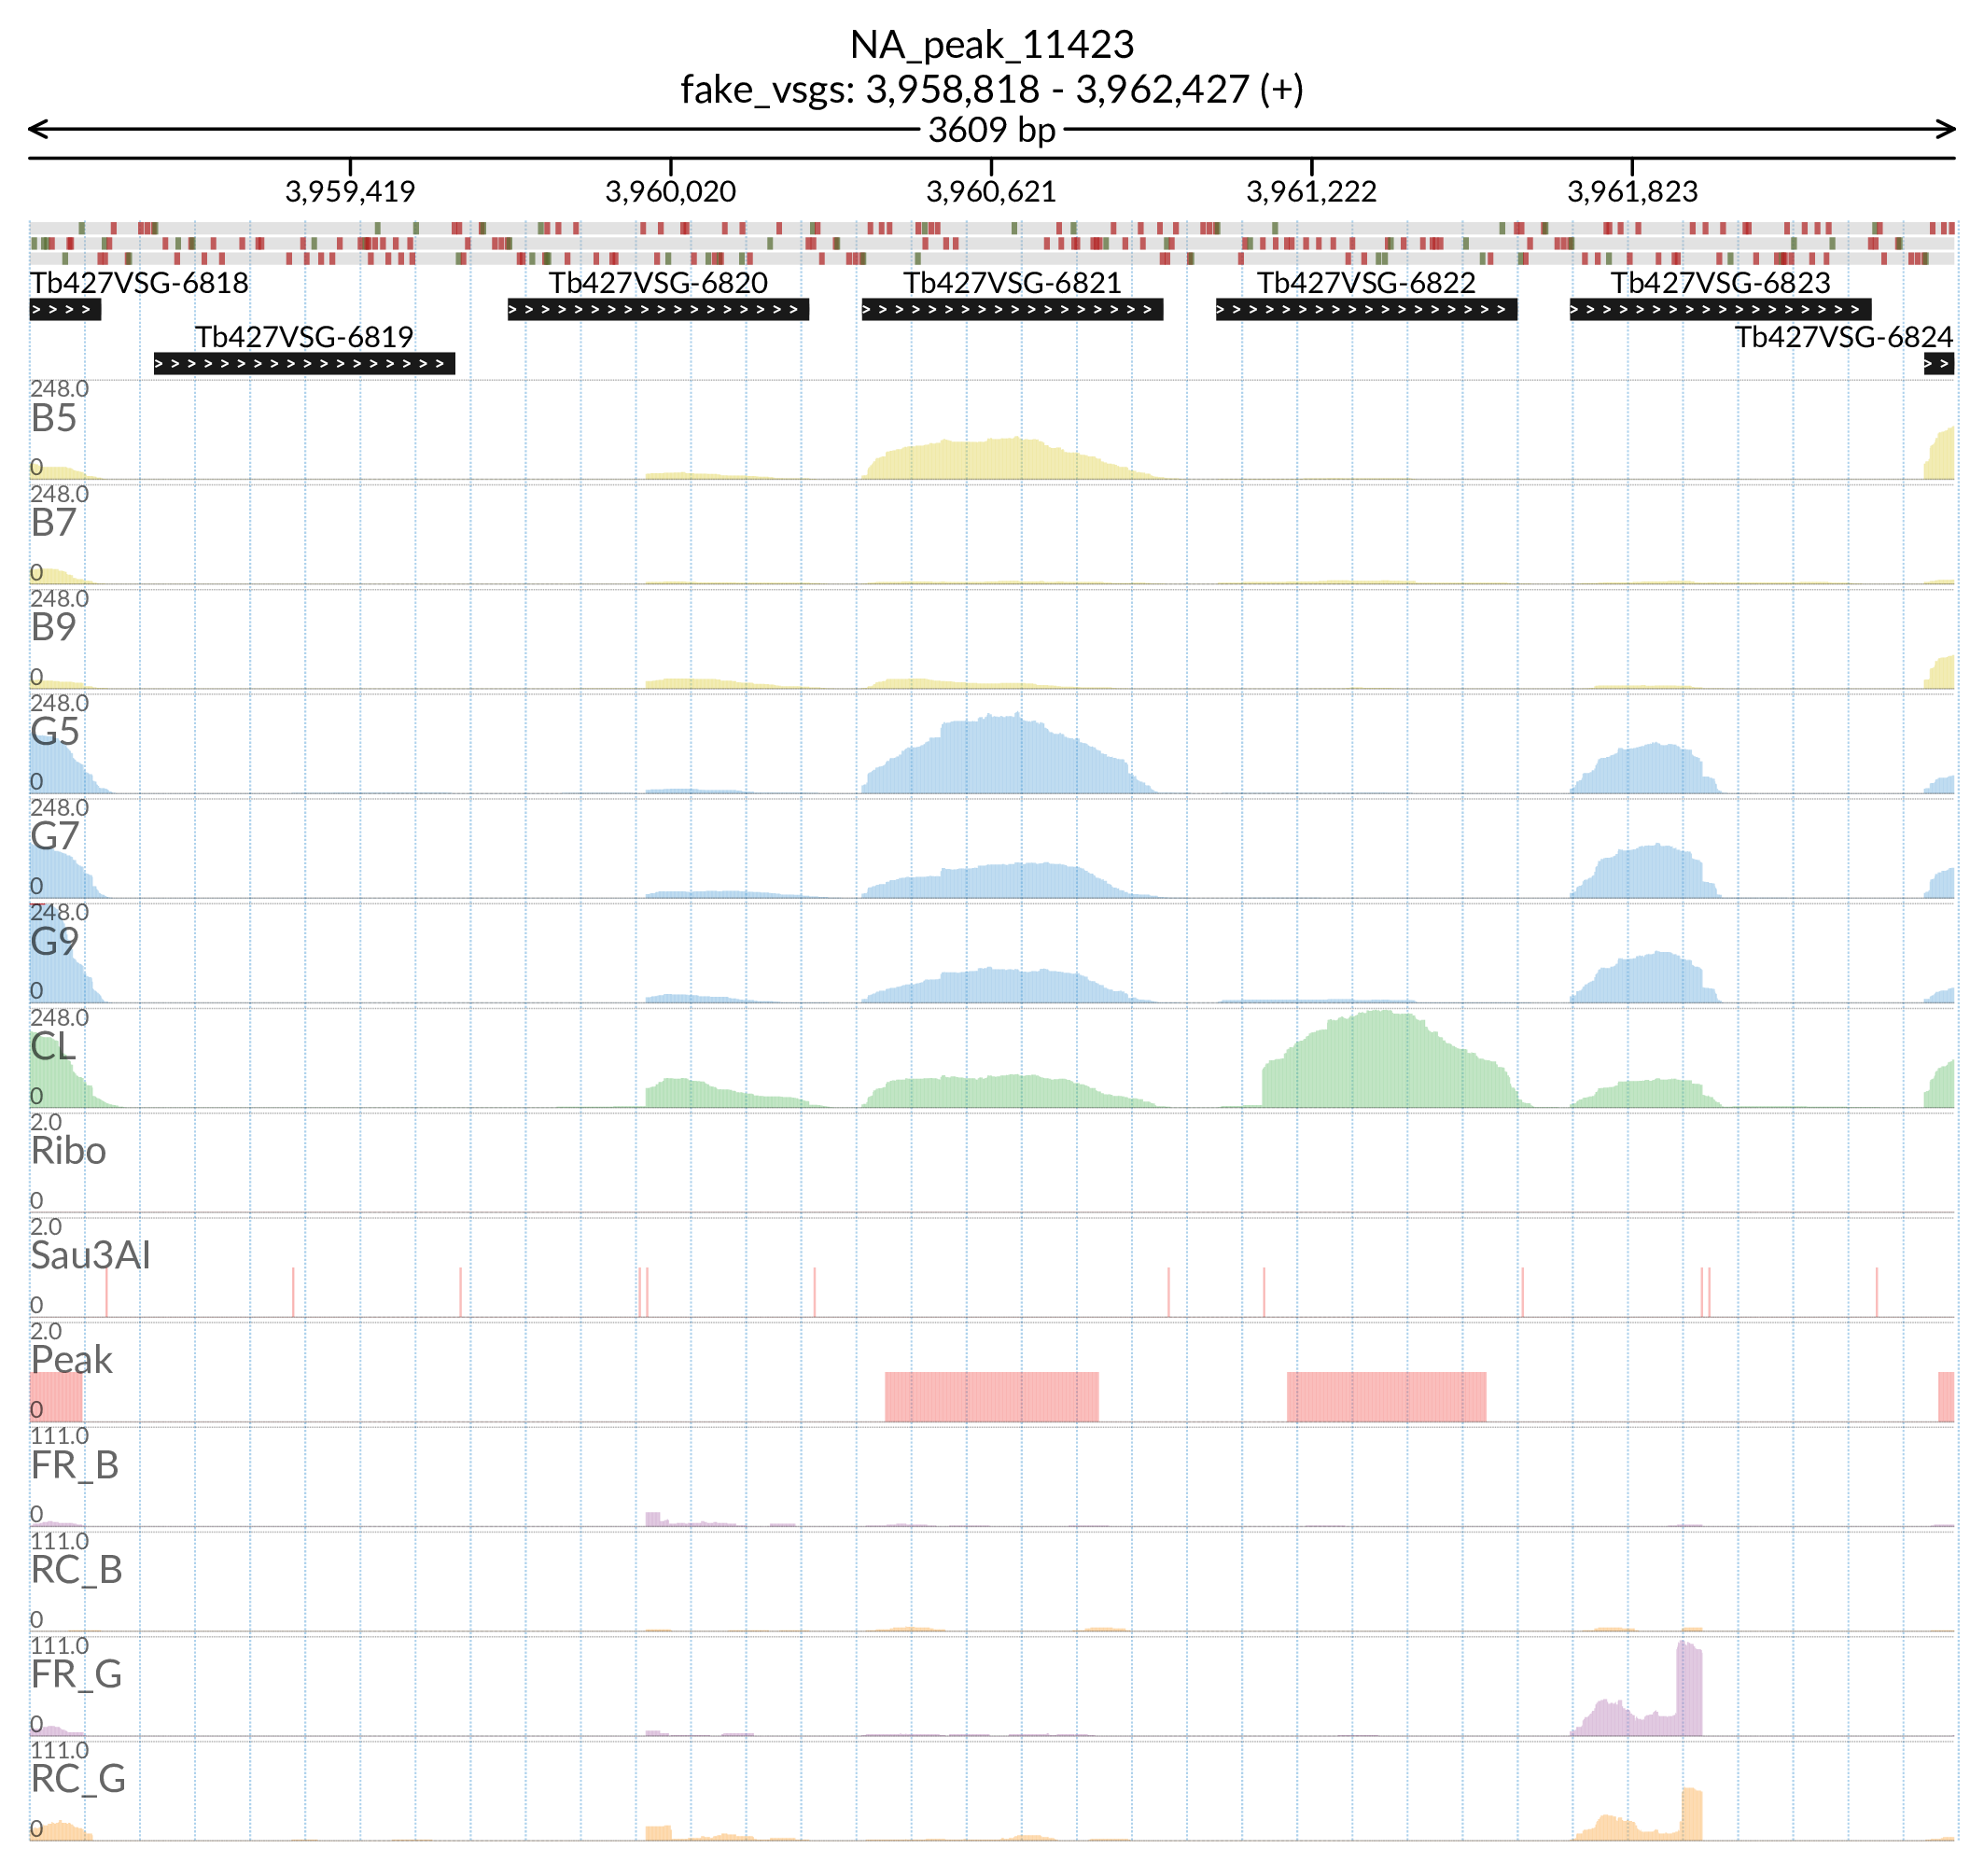 NA_peak_11423
fake_vsgs: 3,958,818 - 3,962,427 (+)
3609 bp
3,959,419 3,960,020 3,960,621 3,961,222 3,961,823
Tb427VSG-6818 Tb427VSG-6820 Tb427VSG-6821 Tb427VSG-6822 Tb427VSG-6823
Tb427VSG-6819 Tb427VSG-6824
248.0
B5
0
248.0
B7
0
248.0
B9
0
248.0
G5
0
248.0
G7
0
248.0
G9
0
248.0
CL
0
2.0
Ribo
0
2.0
Sau3AI
0
2.0
Peak
0
111.0
FR_B
0
111.0
RC_B
0
111.0
FR_G
0
111.0
RC_G
0